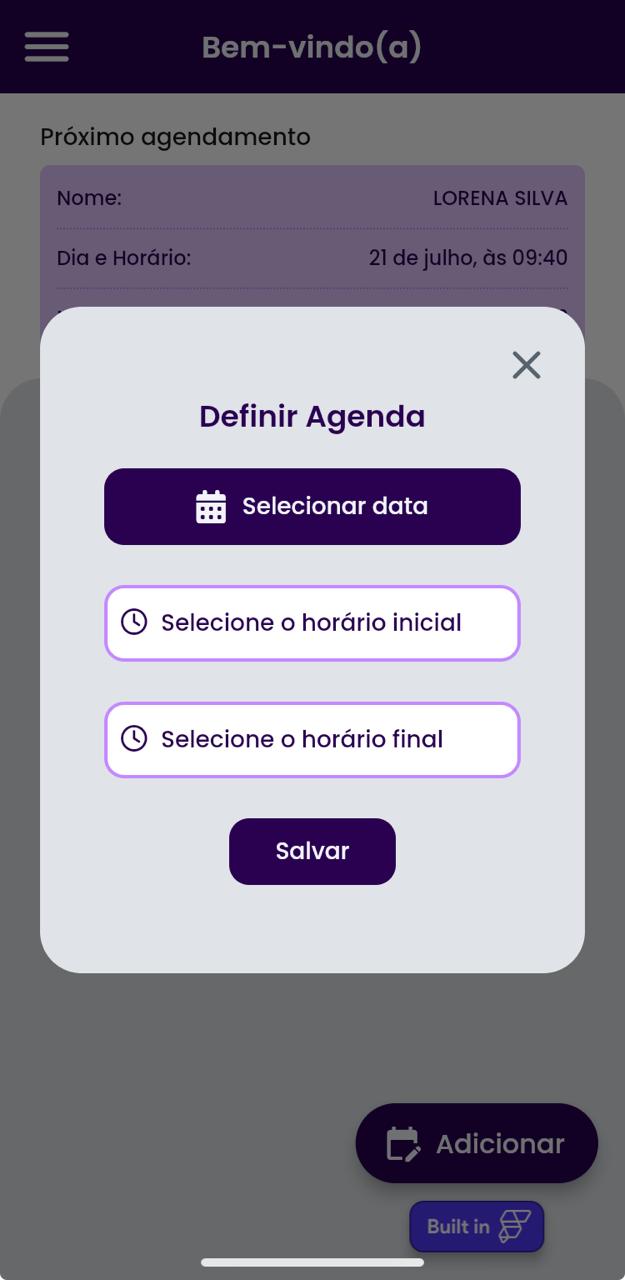 Bem-vindo(a)
Próximo agendamento
Nome: LORENA SILVA
Dia e Horário: 21 de julho, às 09:40
Definir Agenda
Selecionar data
Selecione o horário inicial
Selecione o horário final
Salvar
Adicionar
Built in